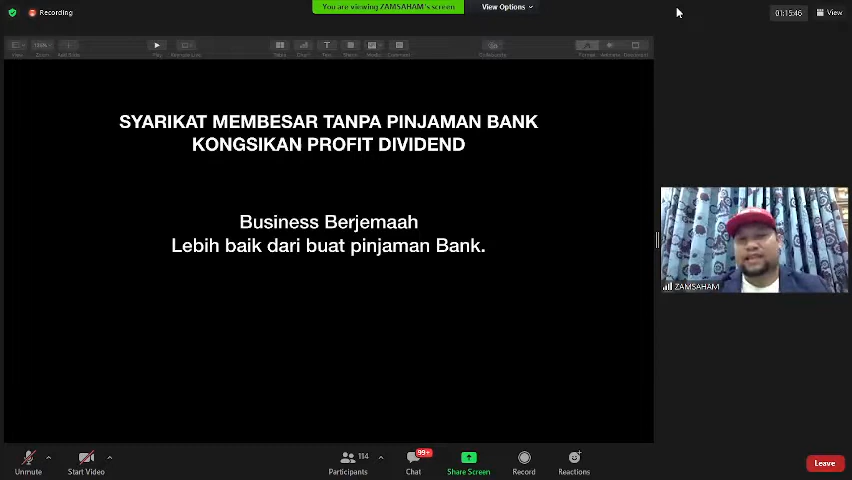 Recording
You are viewing ZAMSAHAM's screen
View Options
01:15:46
View
SYARIKAT MEMBESAR TANPA PINJAMAN BANK
KONGSIKAN PROFIT DIVIDEND
Business Berjemaah
Lebih baik dari buat pinjaman Bank.
ZAMSAHAM
Unmute
Start Video
114
Participants
99+
Chat
Share Screen
Record
Reactions
Leave